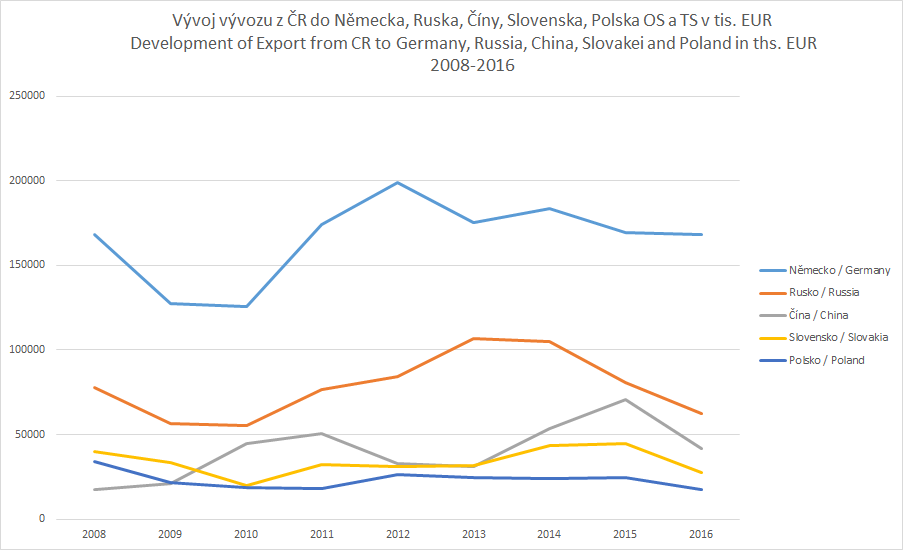 Vývoj vývozu z ČR do Německa, Ruska, Číny, Slovenska, Polska OS a TS v tis. EUR
Development of Export from CR to Germany, Russia, China, Slovakei and Poland in ths. EUR
2008-2016
250000
200000
150000
100000
50000
0
2008 2009 2010 2011 2012 2013 2014 2015 2016
Německo / Germany
Rusko / Russia
Čína / China
Slovensko / Slovakia
Polsko / Poland